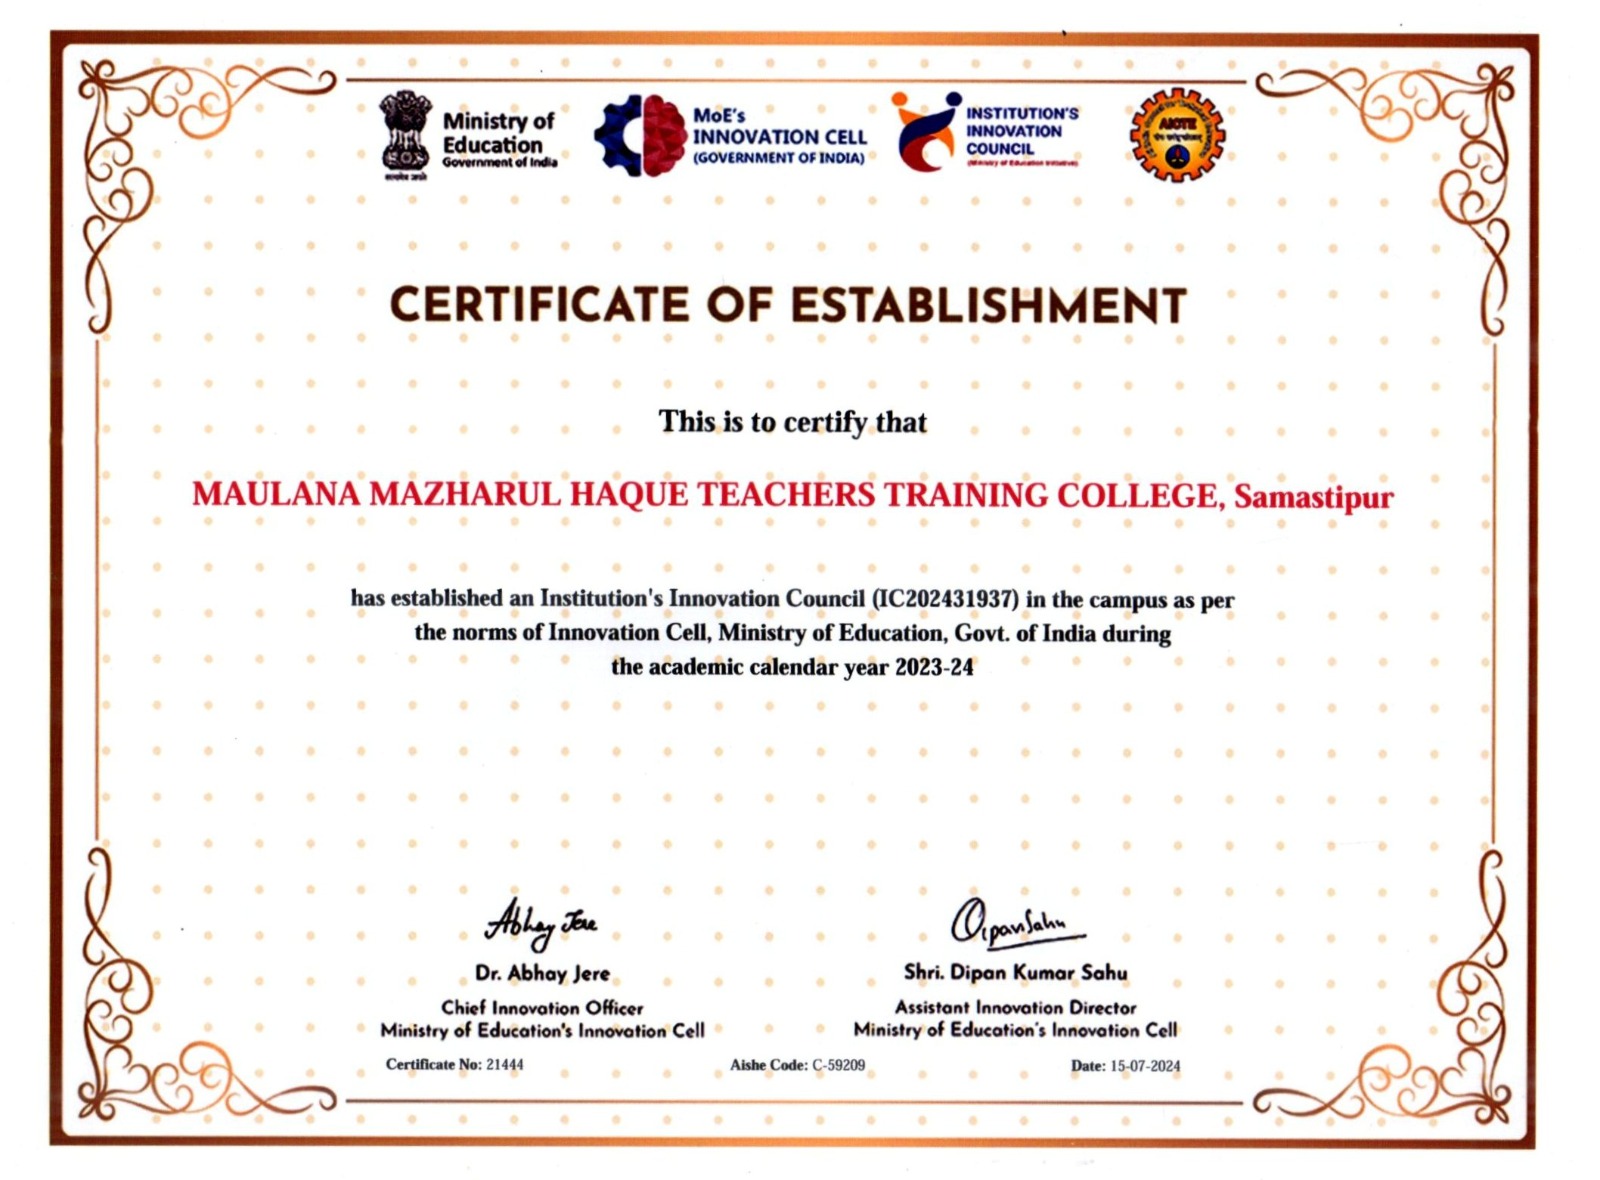 Ministry of
Education
Government of India
सत्यमेव जयते
MoE's
INNOVATION CELL
(GOVERNMENT OF INDIA)
INSTITUTION'S
INNOVATION
COUNCIL
(Ministry of Education Initiative)
AICTE
CERTIFICATE OF ESTABLISHMENT
This is to certify that
MAULANA MAZHARUL HAQUE TEACHERS TRAINING COLLEGE, Samastipur
has established an Institution's Innovation Council (IC202431937) in the campus as per
the norms of Innovation Cell, Ministry of Education, Govt. of India during
the academic calendar year 2023-24
Abhay Jere
Dipan Sahu
Dr. Abhay Jere
Shri. Dipan Kumar Sahu
Chief Innovation Officer
Assistant Innovation Director
Ministry of Education's Innovation Cell
Ministry of Education's Innovation Cell
Certificate No: 21444
Aishe Code: C-59209
Date: 15-07-2024